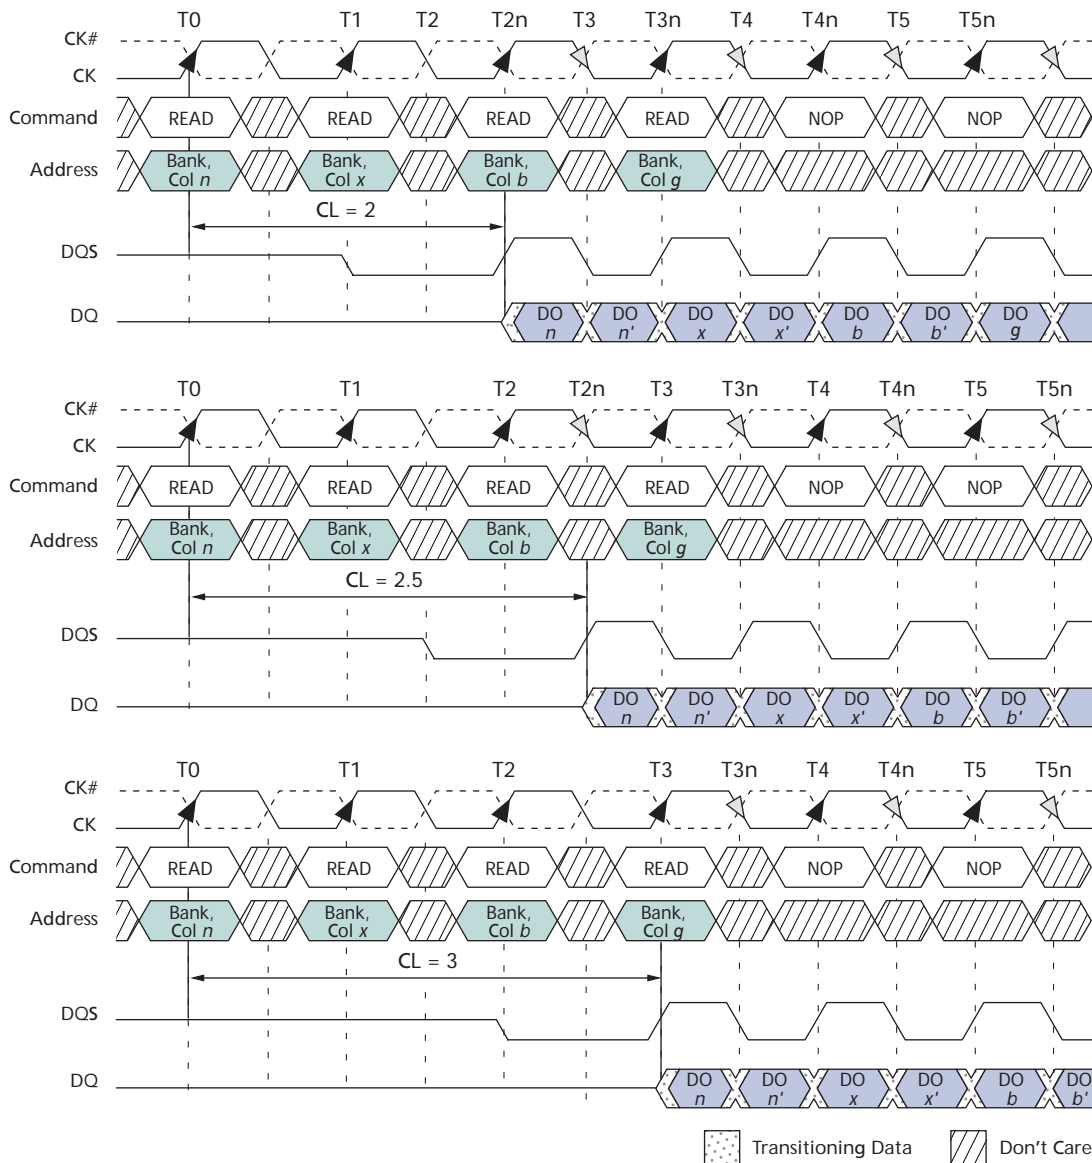 T0 T1 T2 T2n T3 T3n T4 T4n T5 T5n
CK#
CK
Command READ READ READ READ NOP NOP
Address Bank, Col n Bank, Col x Bank, Col b Bank, Col g
CL = 2
DQS
DQ DO n DO n' DO x DO x' DO b DO b' DO g
T0 T1 T2 T2n T3 T3n T4 T4n T5 T5n
CK#
CK
Command READ READ READ READ NOP NOP
Address Bank, Col n Bank, Col x Bank, Col b Bank, Col g
CL = 2.5
DQS
DQ DO n DO n' DO x DO x' DO b DO b'
T0 T1 T2 T3 T3n T4 T4n T5 T5n
CK#
CK
Command READ READ READ READ NOP NOP
Address Bank, Col n Bank, Col x Bank, Col b Bank, Col g
CL = 3
DQS
DQ DO n DO n' DO x DO x' DO b DO b'
Transitioning Data Don't Care